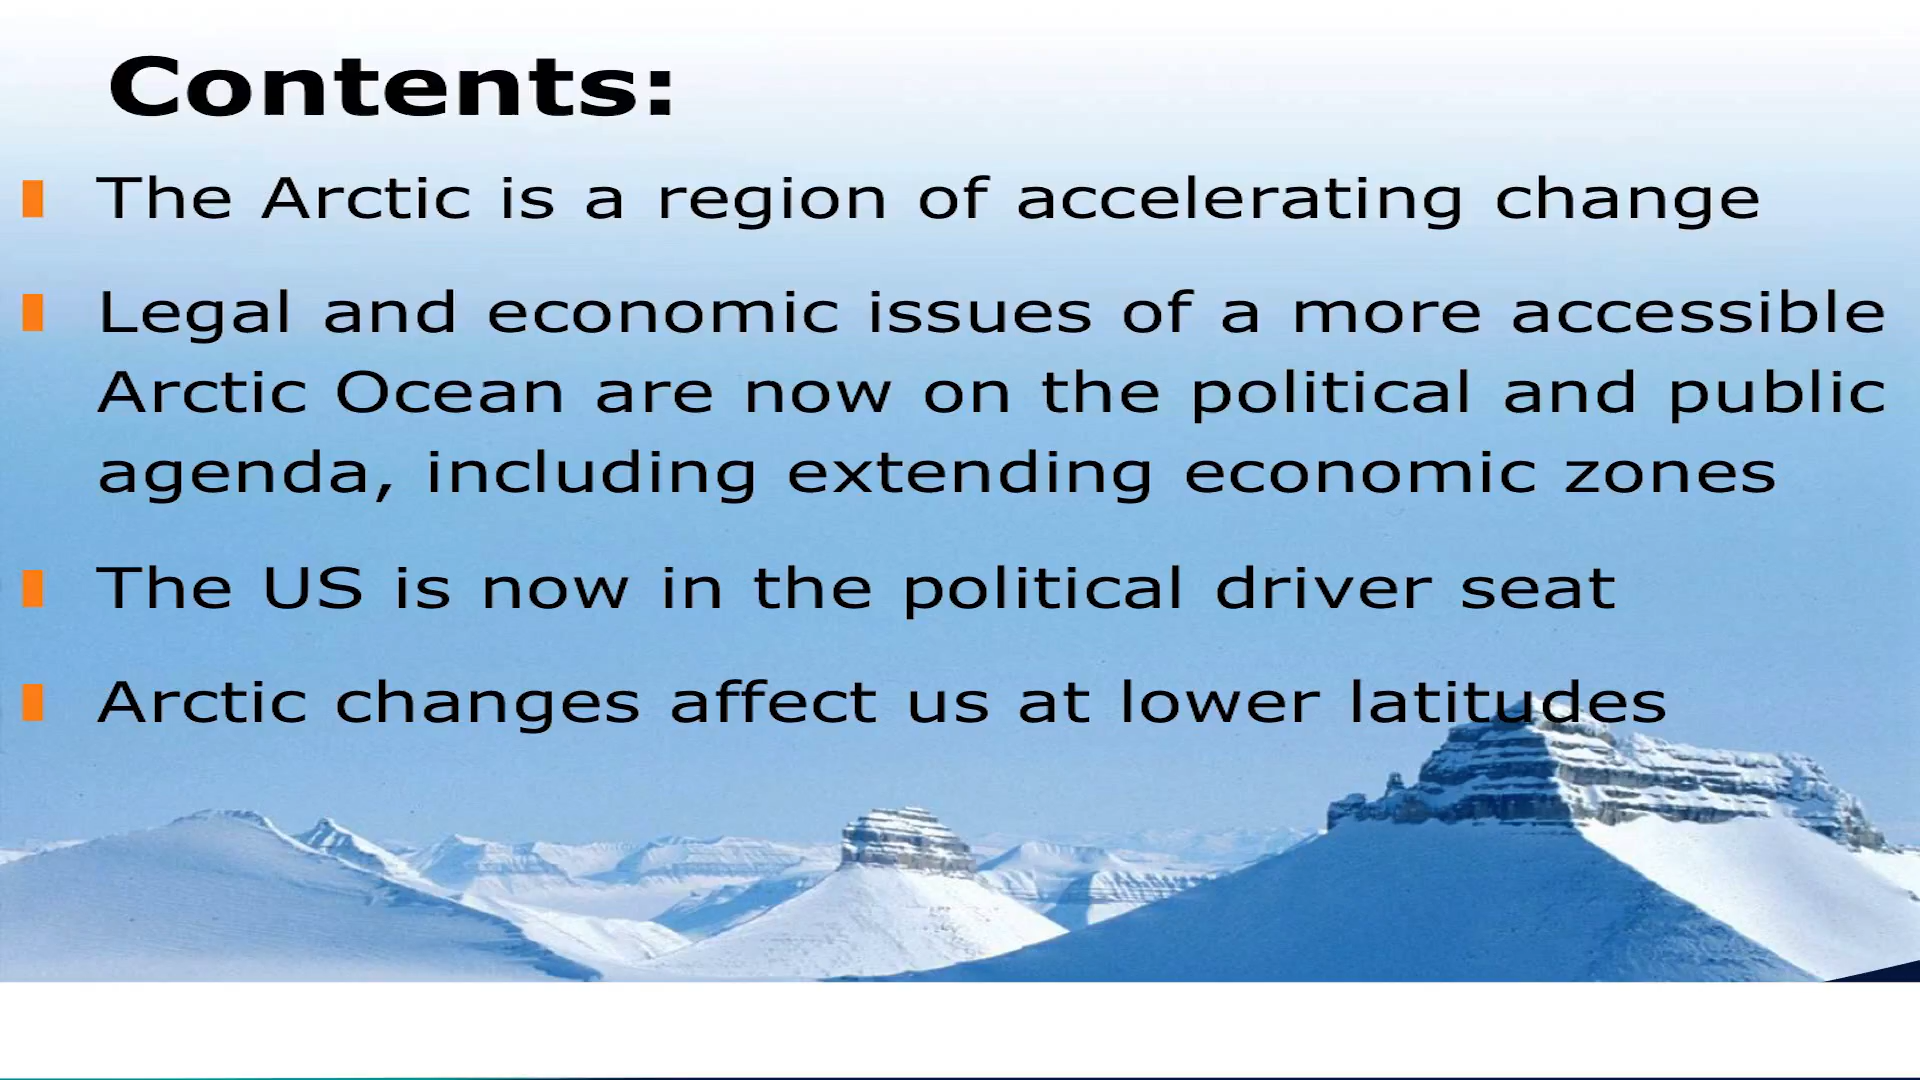 Contents:
The Arctic is a region of accelerating change
Legal and economic issues of a more accessible
Arctic Ocean are now on the political and public
agenda, including extending economic zones
The US is now in the political driver seat
Arctic changes affect us at lower latitudes